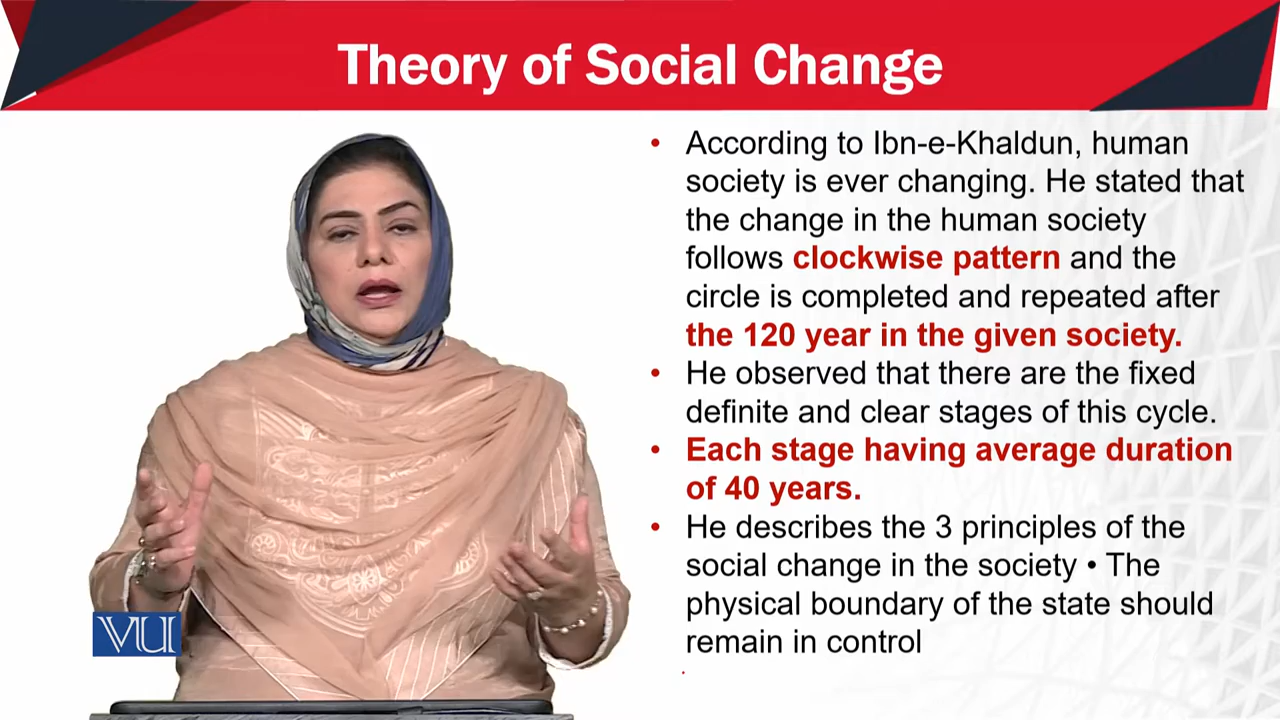 Theory of Social Change
• According to Ibn-e-Khaldun, human
society is ever changing. He stated that
the change in the human society
follows clockwise pattern and the
circle is completed and repeated after
the 120 year in the given society.
• He observed that there are the fixed
definite and clear stages of this cycle.
• Each stage having average duration
of 40 years.
• He describes the 3 principles of the
social change in the society • The
physical boundary of the state should
remain in control
VU